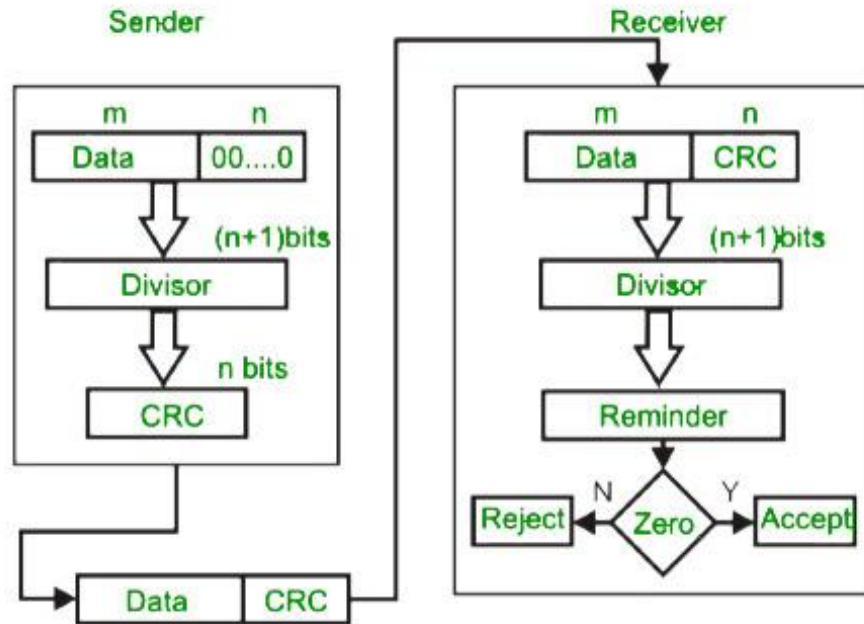 Sender
m n
Data 00....0
(n+1)bits
Divisor
n bits
CRC
Data CRC
Receiver
m n
Data CRC
(n+1)bits
Divisor
Reminder
N Y
Reject Zero Accept